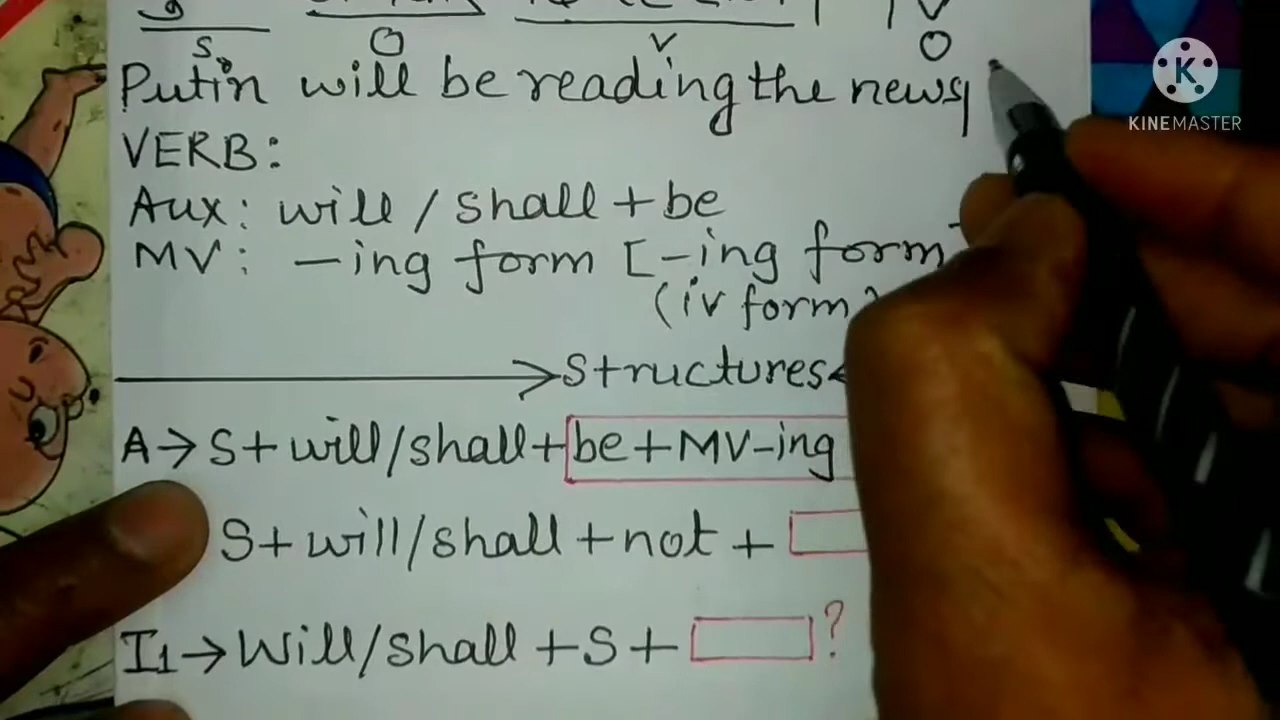 S O V O
Putin will be reading the newsp
VERB:
Aux: will / shall + be
MV: -ing form [-ing form
(iv form)
Structures
A→ S+will/shall+be+MV-ing
S+will/shall+not+
I1→Will/shall+S+ ?
KINEMASTER